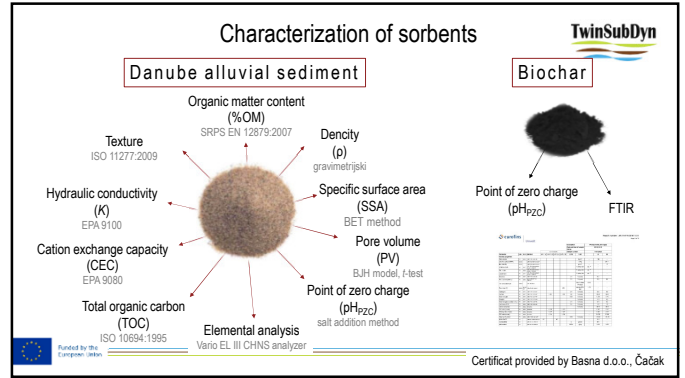 Characterization of sorbents
TwinSubDyn
Danube alluvial sediment
Biochar
Organic matter content
(%OM)
SRPS EN 12879:2007
Texture
ISO 11277:2009
Dencity
(ρ)
gravimetrijski
Hydraulic conductivity
(K)
EPA 9100
Specific surface area
(SSA)
BET method
Cation exchange capacity
(CEC)
EPA 9080
Pore volume
(PV)
BJH model, t-test
Total organic carbon
(TOC)
ISO 10694:1995
Point of zero charge
(pHPZC)
salt addition method
Elemental analysis
Vario EL III CHNS analyzer
Point of zero charge
(pHPZC)
FTIR
eurofins
Funded by the
European Union
Certificat provided by Basna d.o.o., Čačak